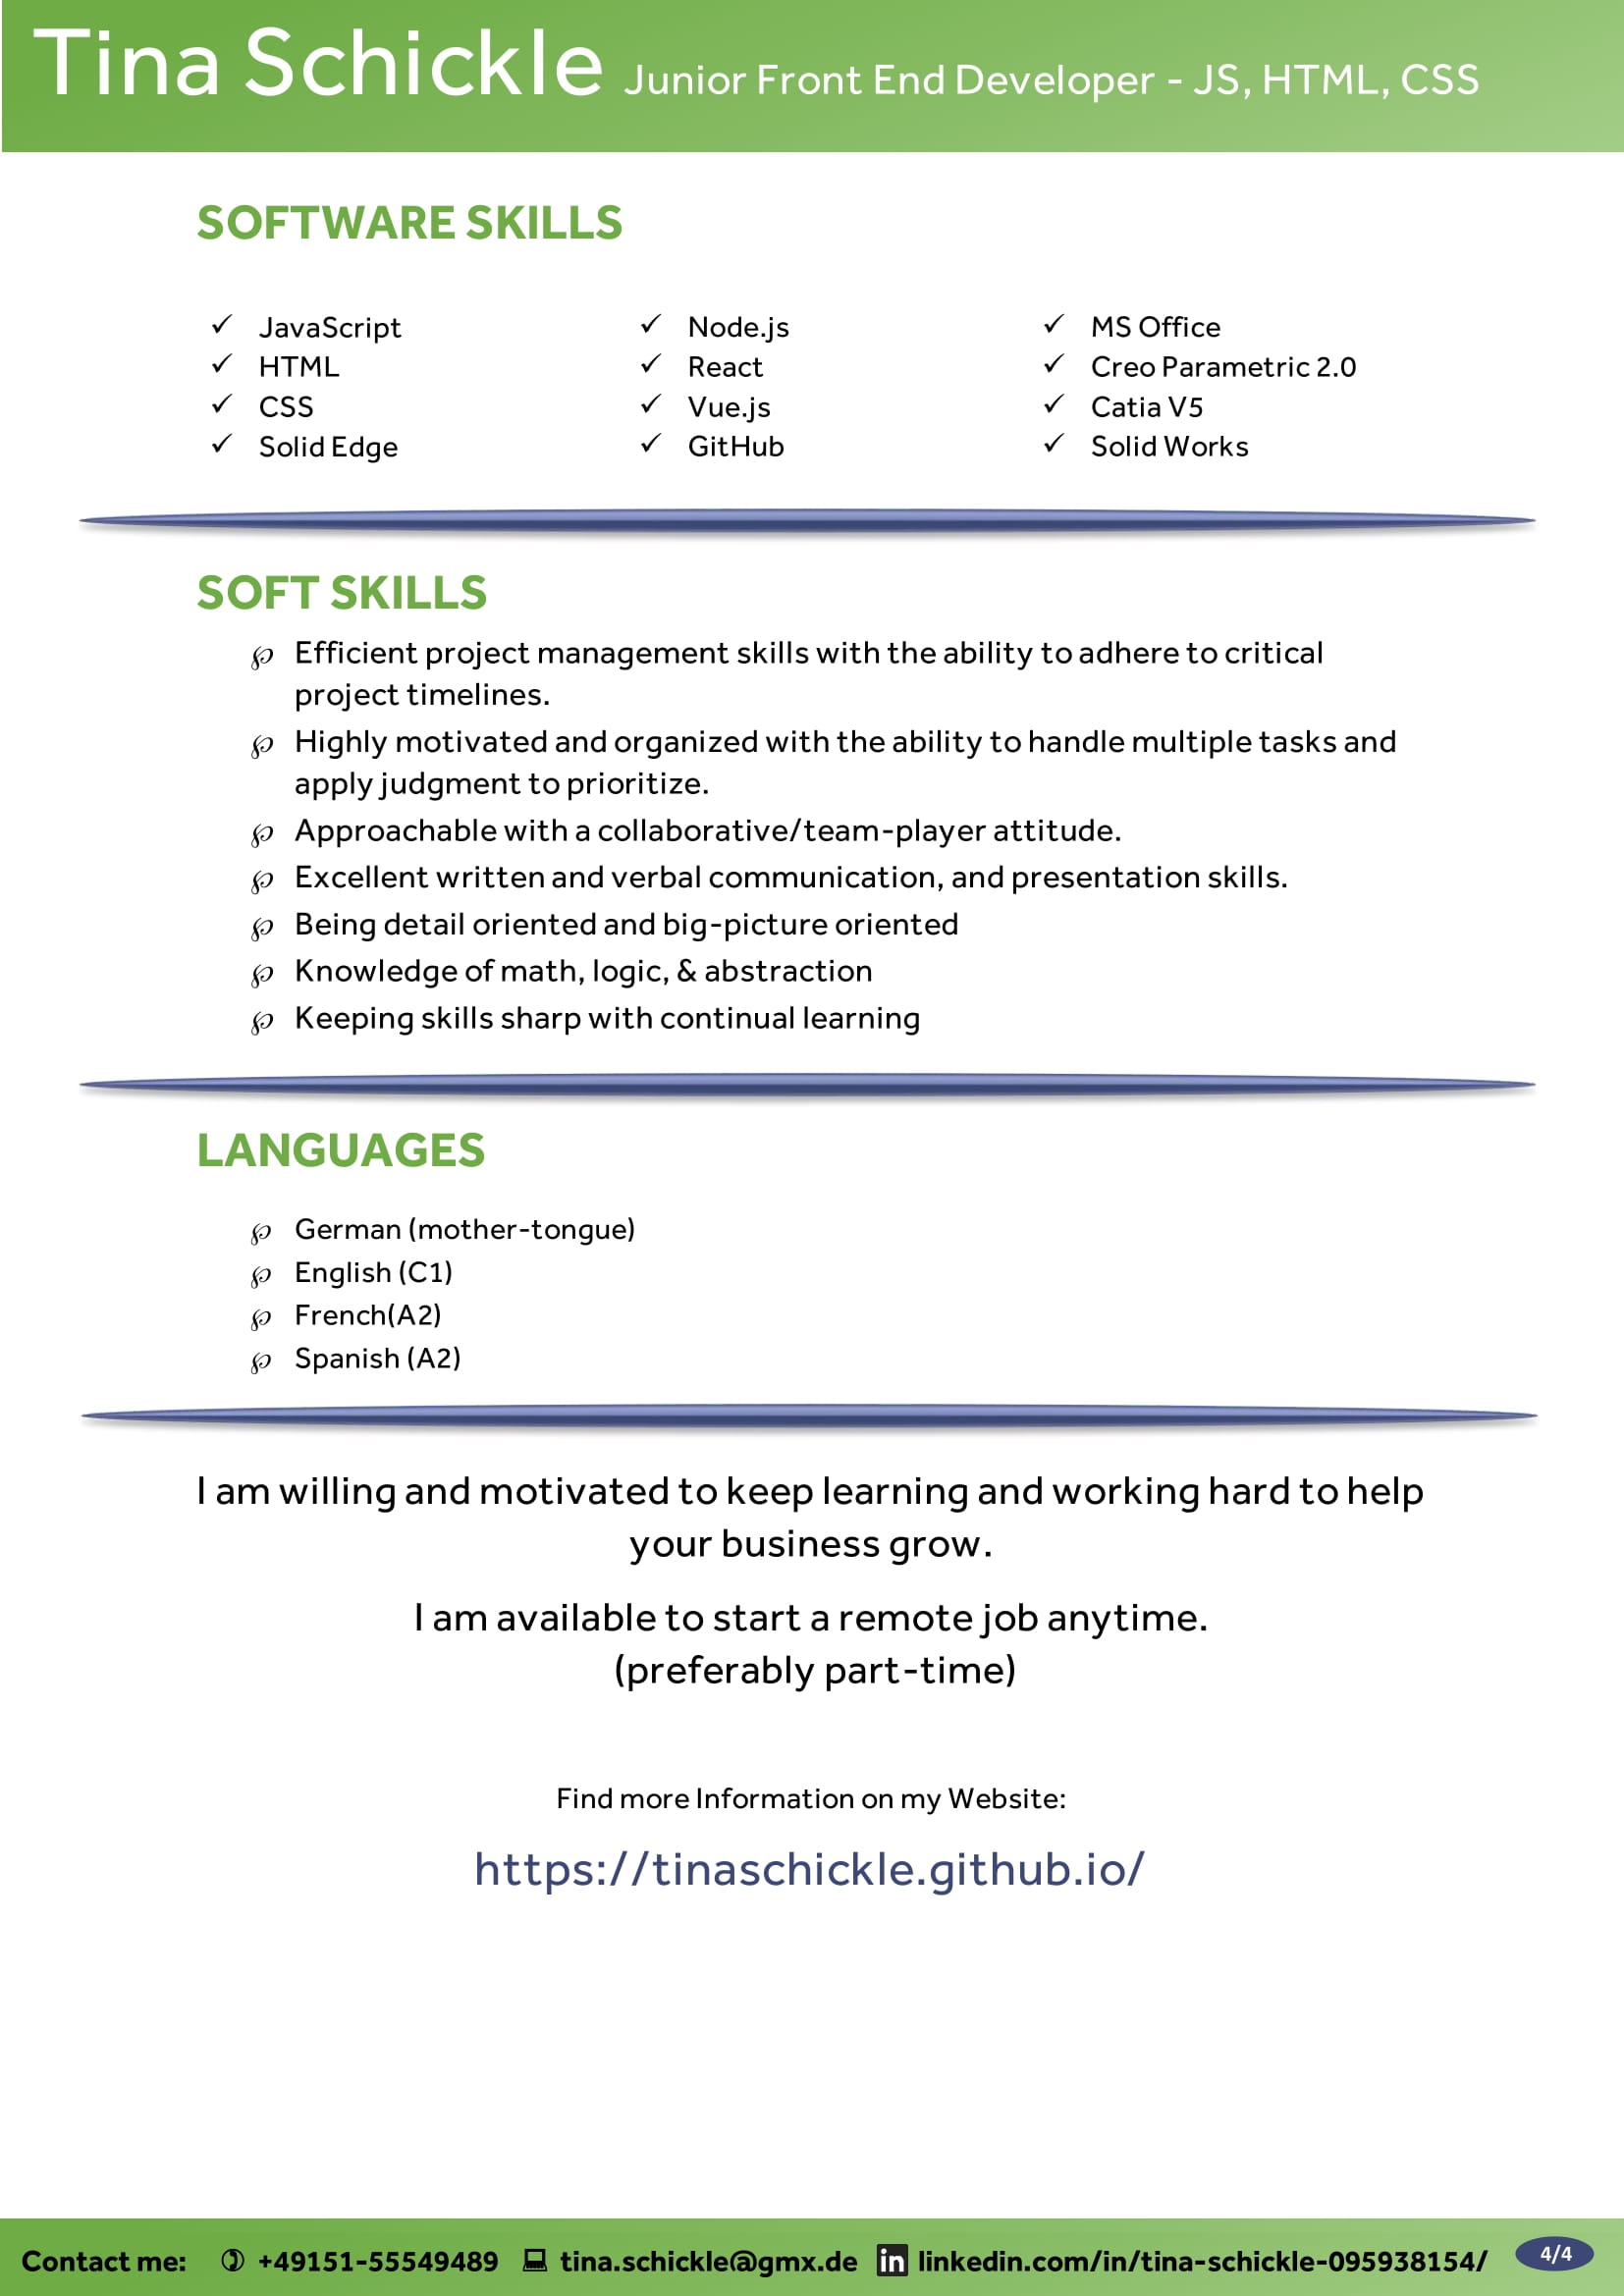 Tina Schickle Junior Front End Developer - JS, HTML, CSS
SOFTWARE SKILLS
✓ JavaScript
✓ HTML
✓ CSS
✓ Solid Edge
✓ Node.js
✓ React
✓ Vue.js
✓ GitHub
✓ MS Office
✓ Creo Parametric 2.0
✓ Catia V5
✓ Solid Works
SOFT SKILLS
℘ Efficient project management skills with the ability to adhere to critical
project timelines.
℘ Highly motivated and organized with the ability to handle multiple tasks and
apply judgment to prioritize.
℘ Approachable with a collaborative/team-player attitude.
℘ Excellent written and verbal communication, and presentation skills.
℘ Being detail oriented and big-picture oriented
℘ Knowledge of math, logic, & abstraction
℘ Keeping skills sharp with continual learning
LANGUAGES
℘ German (mother-tongue)
℘ English (C1)
℘ French(A2)
℘ Spanish (A2)
I am willing and motivated to keep learning and working hard to help
your business grow.
I am available to start a remote job anytime.
(preferably part-time)
Find more Information on my Website:
https://tinaschickle.github.io/
Contact me: +49151-55549489 tina.schickle@gmx.de in linkedin.com/in/tina-schickle-095938154/ 4/4